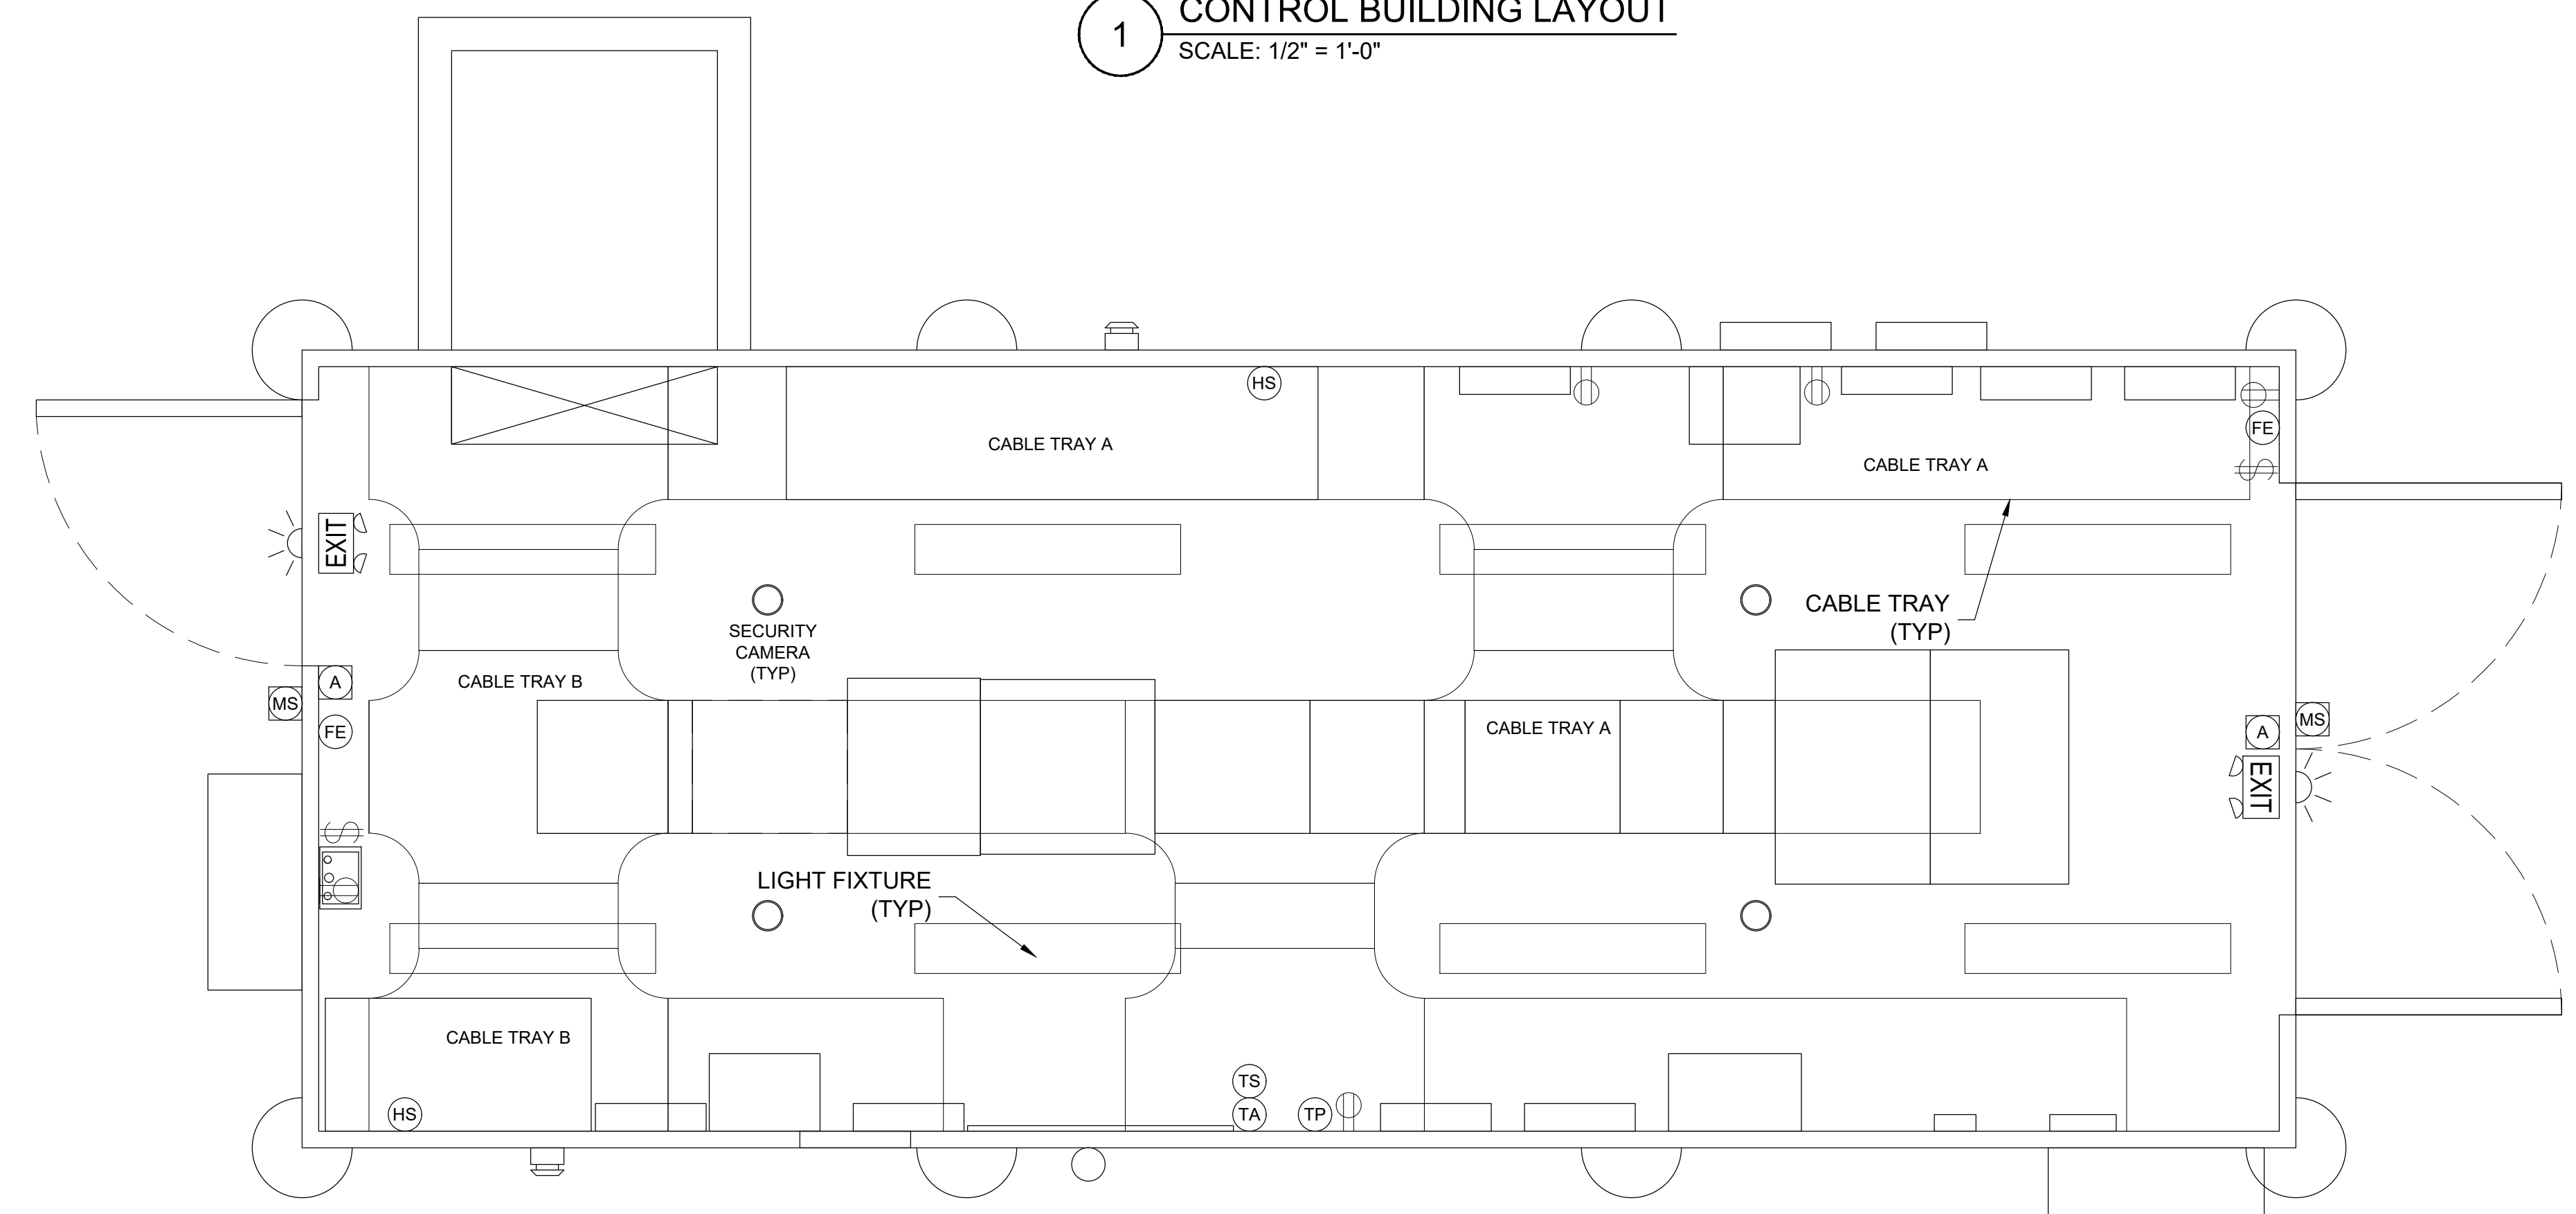 CONTROL BUILDING LAYOUT
1
SCALE: 1/2" = 1'-0"
HS
CABLE TRAY A
CABLE TRAY A
FE
$
EXIT
CABLE TRAY
(TYP)
SECURITY
CAMERA
(TYP)
A
CABLE TRAY B
MS
FE
CABLE TRAY A
A
MS
EXIT
$
LIGHT FIXTURE
(TYP)
CABLE TRAY B
HS
TS
TA
TP